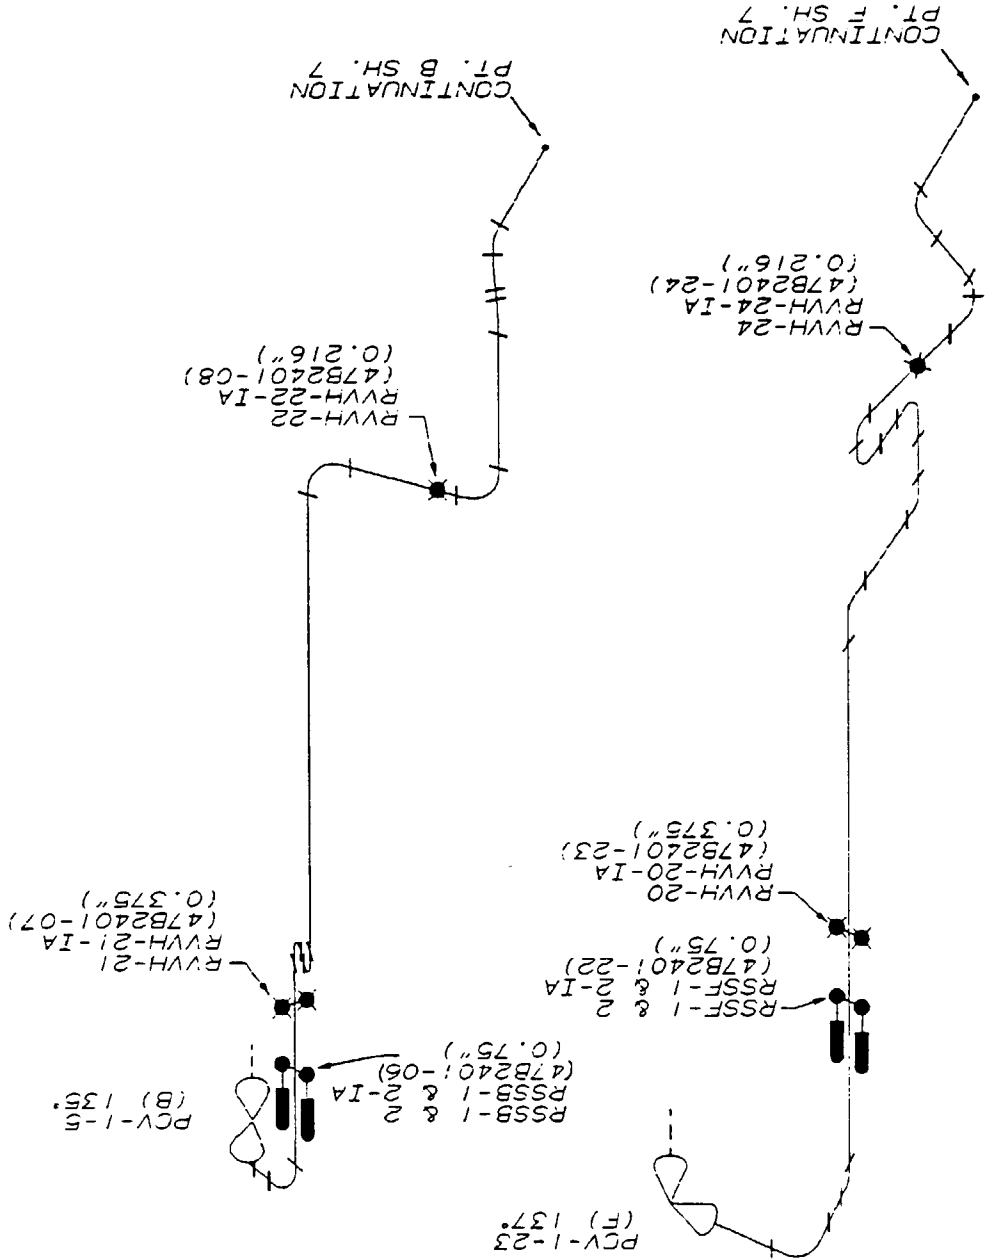 PCV-1-23
(F) 137°
RSSF-1 & 2
RSSF-1 & 2-IA
(47B2401-22)
(0.75")
RVVH-20
RVVH-20-IA
(47B2401-23)
(0.375")
RVVH-24
RVVH-24-IA
(47B2401-24)
(0.216")
CONTINUATION
PT. F SH. 7
PCV-1-5
(B) 135°
RSSB-1 & 2
RSSB-1 & 2-IA
(47B2401-06)
(0.75")
RVVH-21
RVVH-21-IA
(47B2401-07)
(0.375")
RVVH-22
RVVH-22-IA
(47B2401-08)
(0.216")
CONTINUATION
PT. B SH. 7